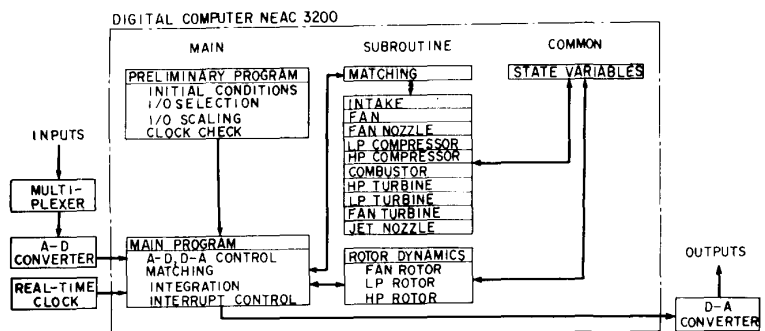 DIGITAL COMPUTER NEAC 3200
MAIN
SUBROUTINE
COMMON
PRELIMINARY PROGRAM
INITIAL CONDITIONS
I/O SELECTION
I/O SCALING
CLOCK CHECK
MATCHING
STATE VARIABLES
INTAKE
FAN
FAN NOZZLE
LP COMPRESSOR
HP COMPRESSOR
COMBUSTOR
HP TURBINE
LP TURBINE
FAN TURBINE
JET NOZZLE
INPUTS
MULTI-
PLEXER
A-D
CONVERTER
REAL-TIME
CLOCK
MAIN PROGRAM
A-D, D-A CONTROL
MATCHING
INTEGRATION
INTERRUPT CONTROL
ROTOR DYNAMICS
FAN ROTOR
LP ROTOR
HP ROTOR
OUTPUTS
D-A
CONVERTER